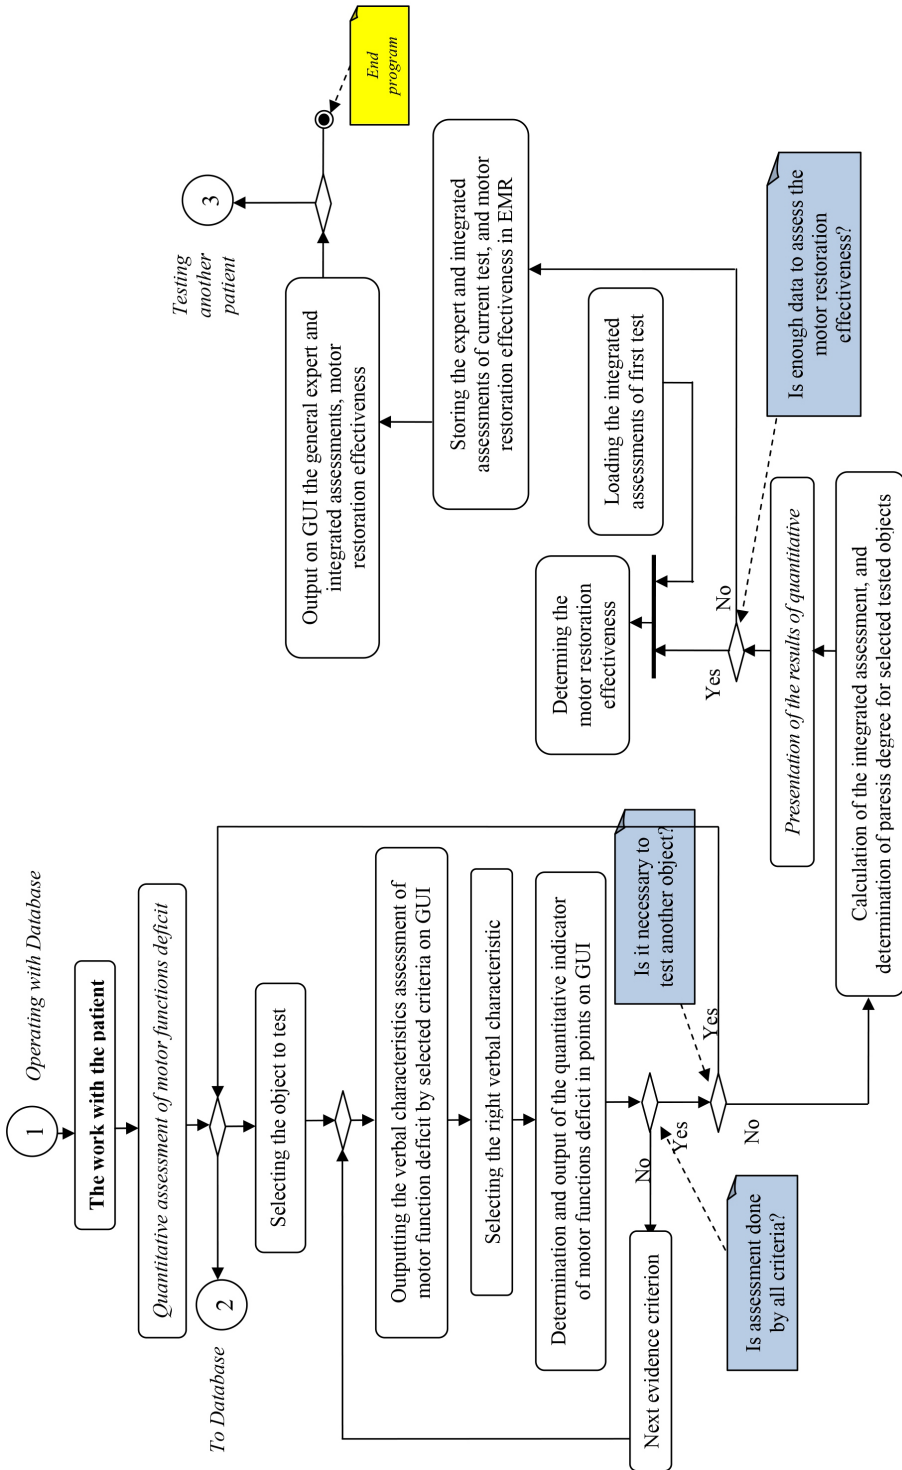 1
Operating with Database
The work with the patient
Quantitative assessment of motor functions deficit
2
To Database
Selecting the object to test
Outputting the verbal characteristics assessment of
motor function deficit by selected criteria on GUI
Selecting the right verbal characteristic
Determination and output of the quantitative indicator
of motor functions deficit in points on GUI
No
Yes
Next evidence criterion
Is assessment done
by all criteria?
Is it necessary to
test another object?
Yes
No
Calculation of the integrated assessment, and
determination of paresis degree for selected tested objects
Presentation of the results of quantitative
Yes
No
Is enough data to assess the
motor restoration
effectiveness?
Determing the
motor restoration
effectiveness
Loading the integrated
assessments of first test
Storing the expert and integrated
assessments of current test, and motor
restoration effectiveness in EMR
Output on GUI the general expert and
integrated assessments, motor
restoration effectiveness
Testing
another
patient
3
End
program